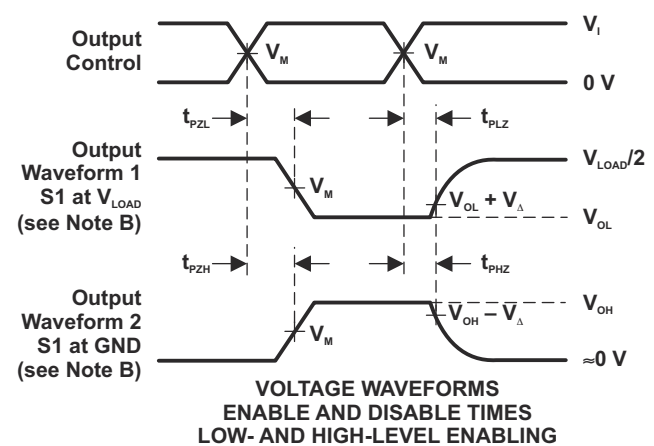 Output
Control
V_M
V_M
V_I
0 V
t_PZL
t_PLZ
Output
Waveform 1
S1 at V_LOAD
(see Note B)
V_M
V_OL + V_Δ
V_LOAD/2
V_OL
t_PZH
t_PHZ
Output
Waveform 2
S1 at GND
(see Note B)
V_M
V_OH – V_Δ
V_OH
≈0 V
VOLTAGE WAVEFORMS
ENABLE AND DISABLE TIMES
LOW- AND HIGH-LEVEL ENABLING